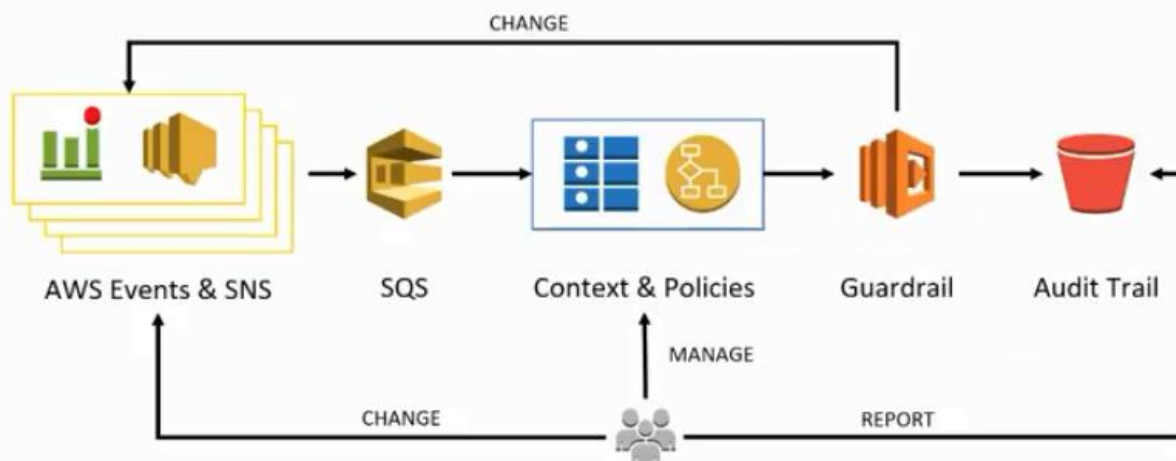 CHANGE
AWS Events & SNS
SQS
Context & Policies
Guardrail
Audit Trail
MANAGE
CHANGE
REPORT